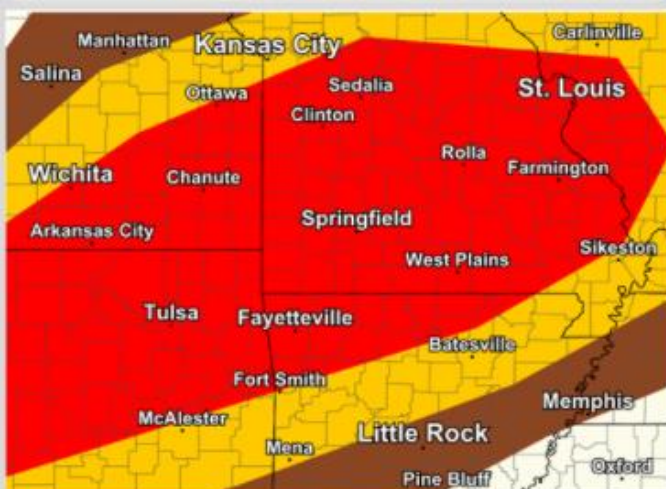 Manhattan
Kansas City
Carlinville
Salina
Ottawa
Sedalia
St. Louis
Clinton
Rolla
Wichita
Chanute
Farmington
Springfield
Arkansas City
Sikeston
West Plains
Tulsa
Fayetteville
Batesville
Fort Smith
McAlester
Memphis
Little Rock
Mena
Oxford
Pine Bluff